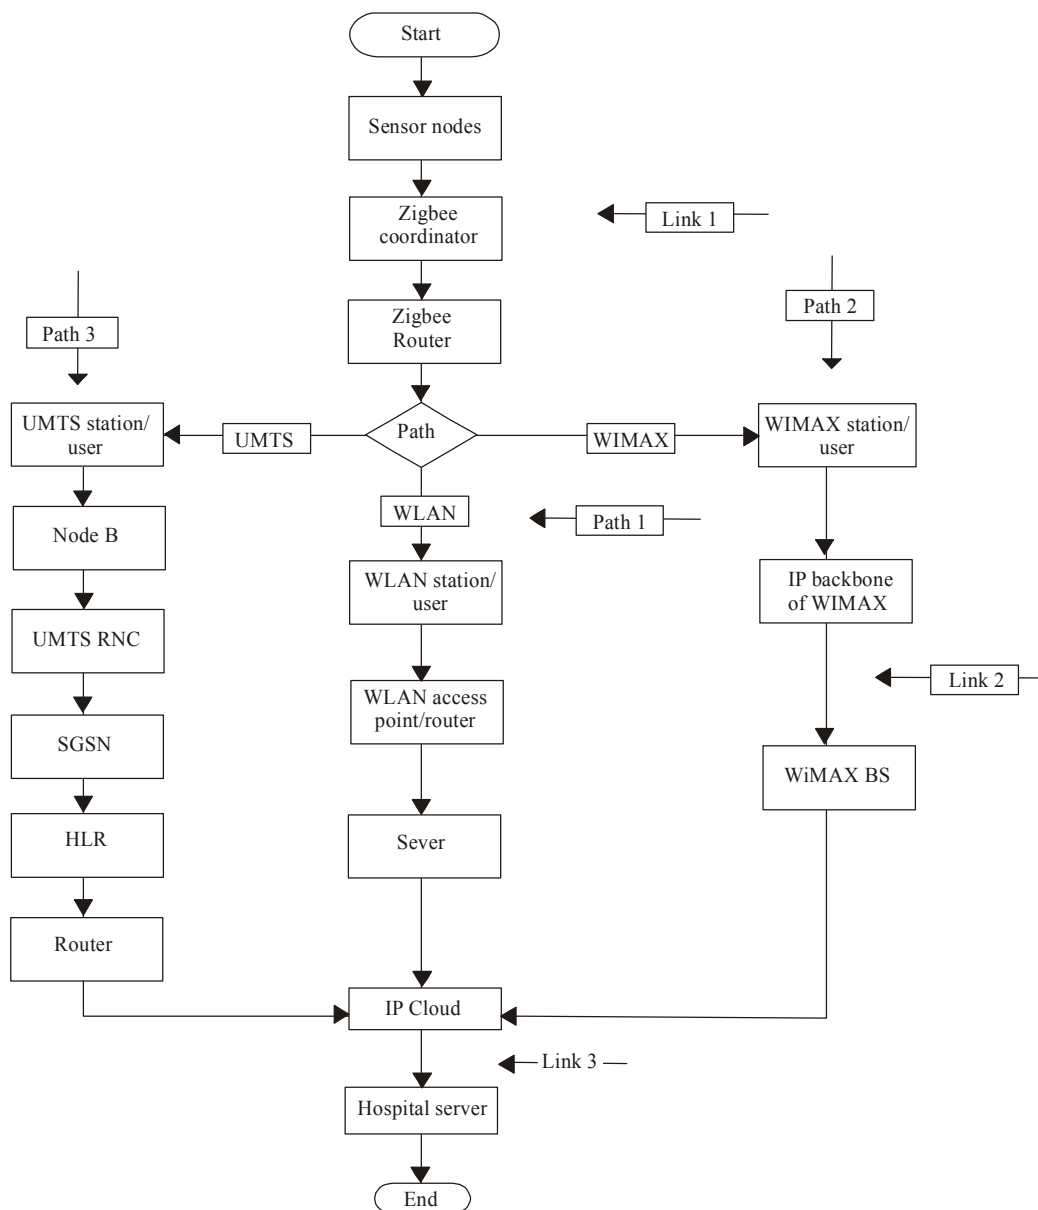 Start
Sensor nodes
Zigbee
coordinator
Link 1
Zigbee
Router
Path 3
Path 2
UMTS station/
user
UMTS
Path
WIMAX
WIMAX station/
user
WLAN
Path 1
Node B
WLAN station/
user
IP backbone
of WIMAX
UMTS RNC
Link 2
WLAN access
point/router
SGSN
WiMAX BS
HLR
Sever
Router
IP Cloud
Link 3
Hospital server
End